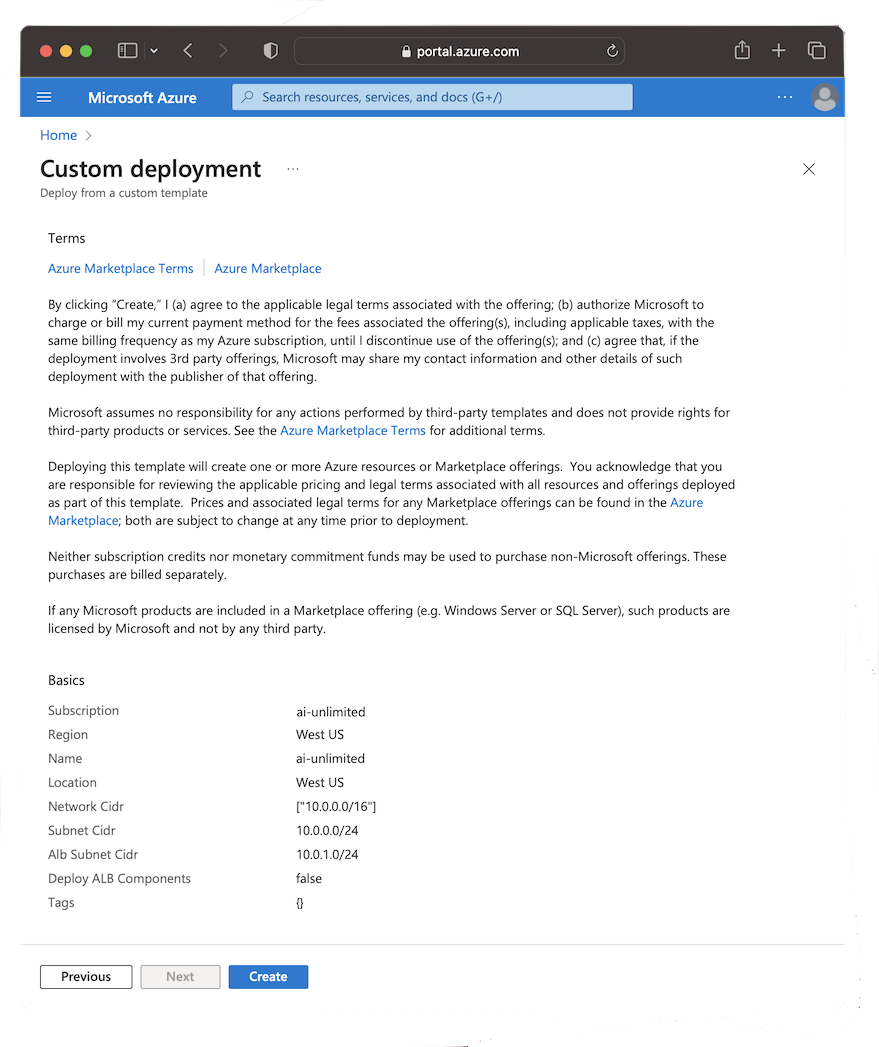 portal.azure.com
Microsoft Azure
Search resources, services, and docs (G+/)
...
Home >
Custom deployment ...
Deploy from a custom template
Terms
Azure Marketplace Terms | Azure Marketplace
By clicking “Create,” I (a) agree to the applicable legal terms associated with the offering; (b) authorize Microsoft to
charge or bill my current payment method for the fees associated the offering(s), including applicable taxes, with the
same billing frequency as my Azure subscription, until I discontinue use of the offering(s); and (c) agree that, if the
deployment involves 3rd party offerings, Microsoft may share my contact information and other details of such
deployment with the publisher of that offering.
Microsoft assumes no responsibility for any actions performed by third-party templates and does not provide rights for
third-party products or services. See the Azure Marketplace Terms for additional terms.
Deploying this template will create one or more Azure resources or Marketplace offerings.  You acknowledge that you
are responsible for reviewing the applicable pricing and legal terms associated with all resources and offerings deployed
as part of this template.  Prices and associated legal terms for any Marketplace offerings can be found in the Azure
Marketplace; both are subject to change at any time prior to deployment.
Neither subscription credits nor monetary commitment funds may be used to purchase non-Microsoft offerings. These
purchases are billed separately.
If any Microsoft products are included in a Marketplace offering (e.g. Windows Server or SQL Server), such products are
licensed by Microsoft and not by any third party.
Basics
Subscription ai-unlimited
Region West US
Name ai-unlimited
Location West US
Network Cidr ["10.0.0.0/16"]
Subnet Cidr 10.0.0.0/24
Alb Subnet Cidr 10.0.1.0/24
Deploy ALB Components false
Tags {}
Previous Next Create